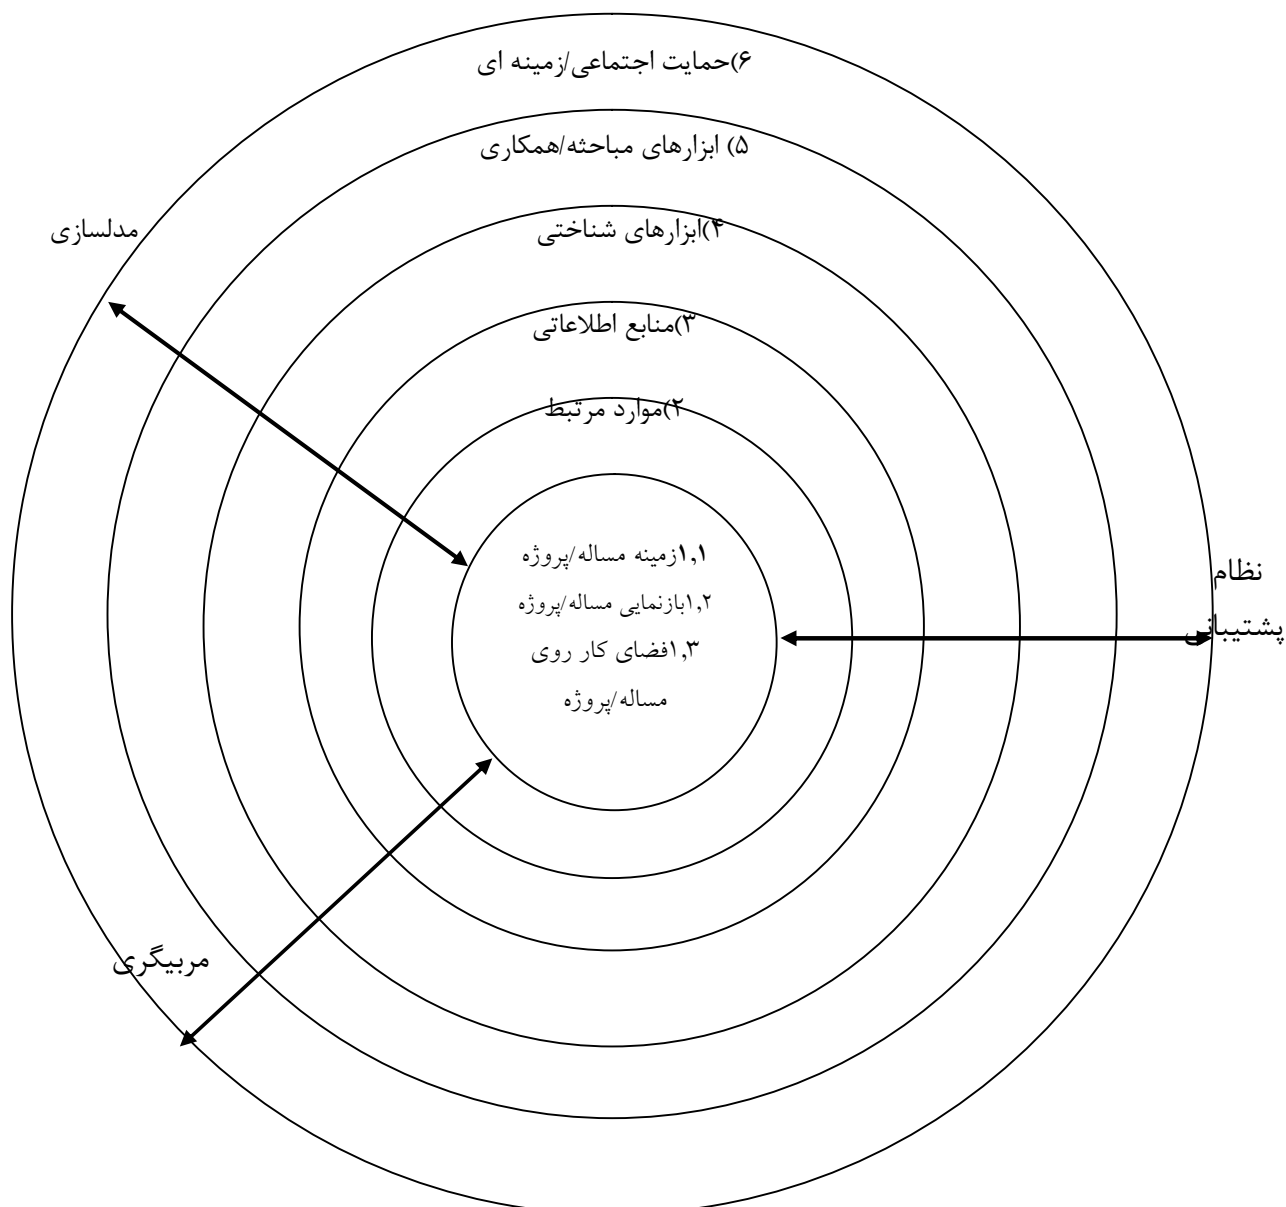 ۶)حمایت اجتماعی/زمینه ای
۵) ابزارهای مباحثه/همکاری
۴)ابزارهای شناختی
مدلسازی
۳)منابع اطلاعاتی
۲)موارد مرتبط
۱,۱زمینه مساله/پروژه
۱,۲بازنمایی مساله/پروژه
۱,۳فضای کار روی
مساله/پروژه
نظام
پشتیبانی
مربیگری